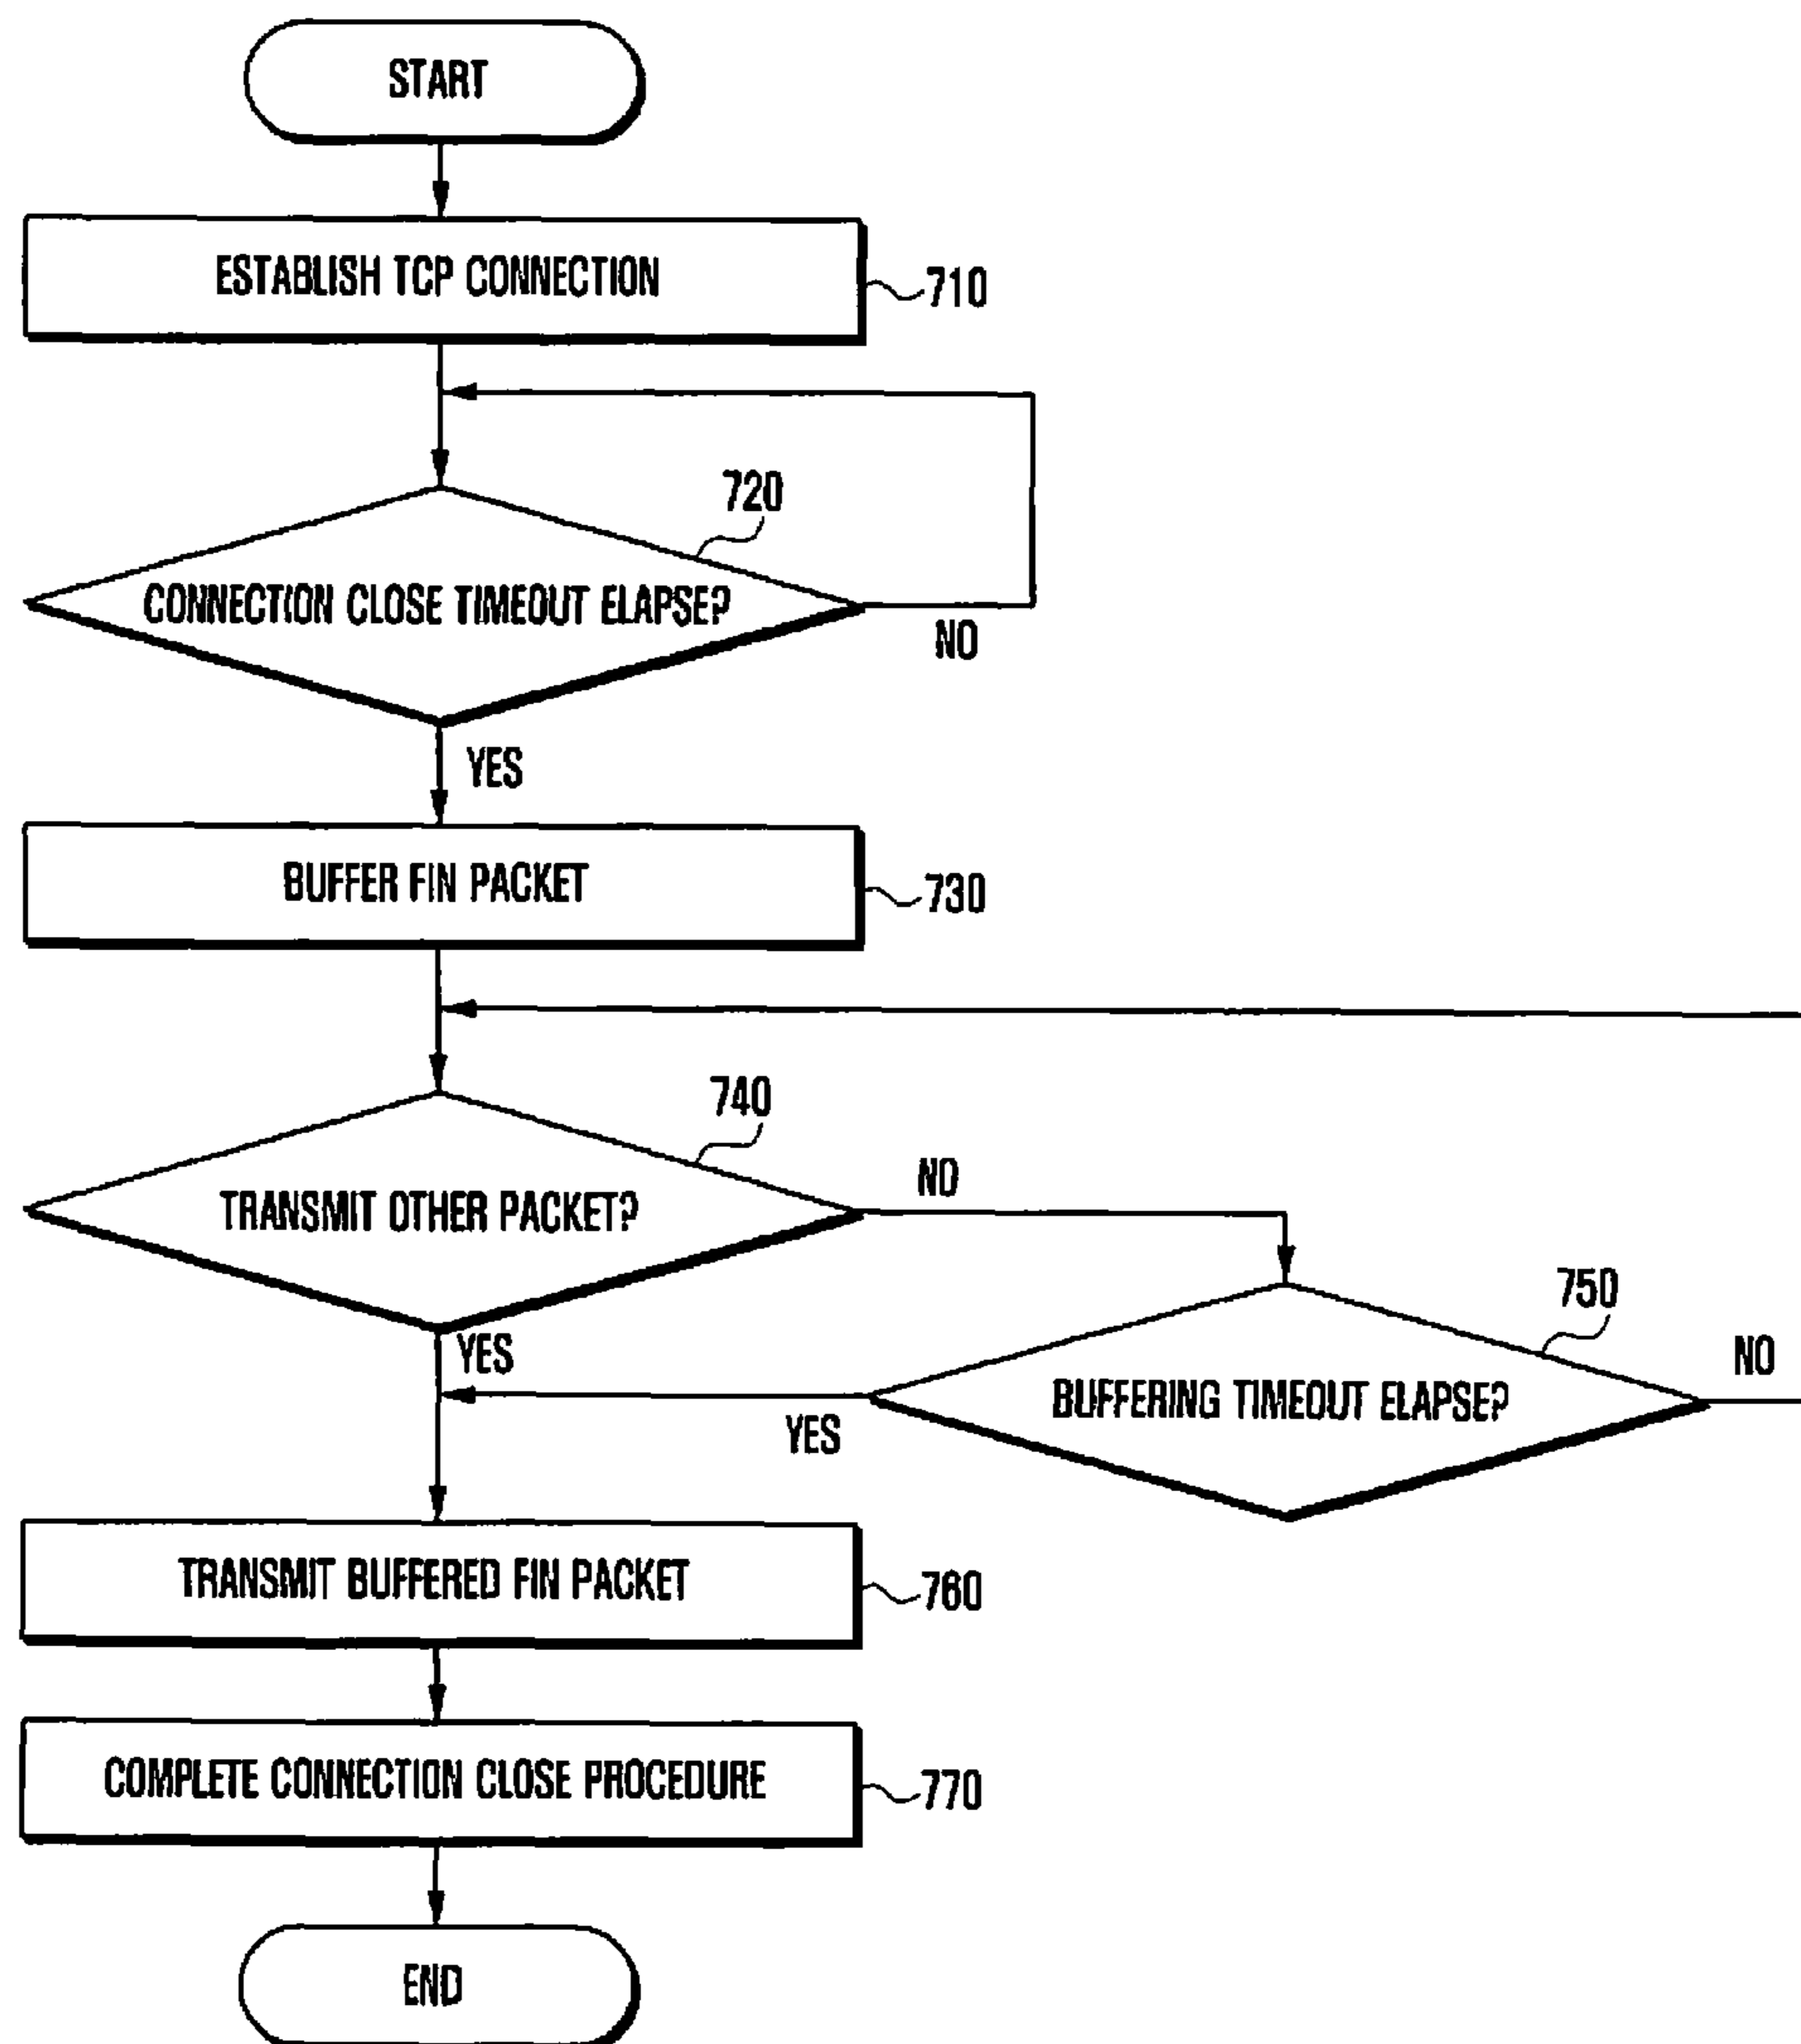 START
ESTABLISH TCP CONNECTION
710
720
CONNECTION CLOSE TIMEOUT ELAPSE?
NO
YES
BUFFER FIN PACKET
730
740
NO
TRANSMIT OTHER PACKET?
750
YES
NO
BUFFERING TIMEOUT ELAPSE?
YES
TRANSMIT BUFFERED FIN PACKET
760
COMPLETE CONNECTION CLOSE PROCEDURE
770
END